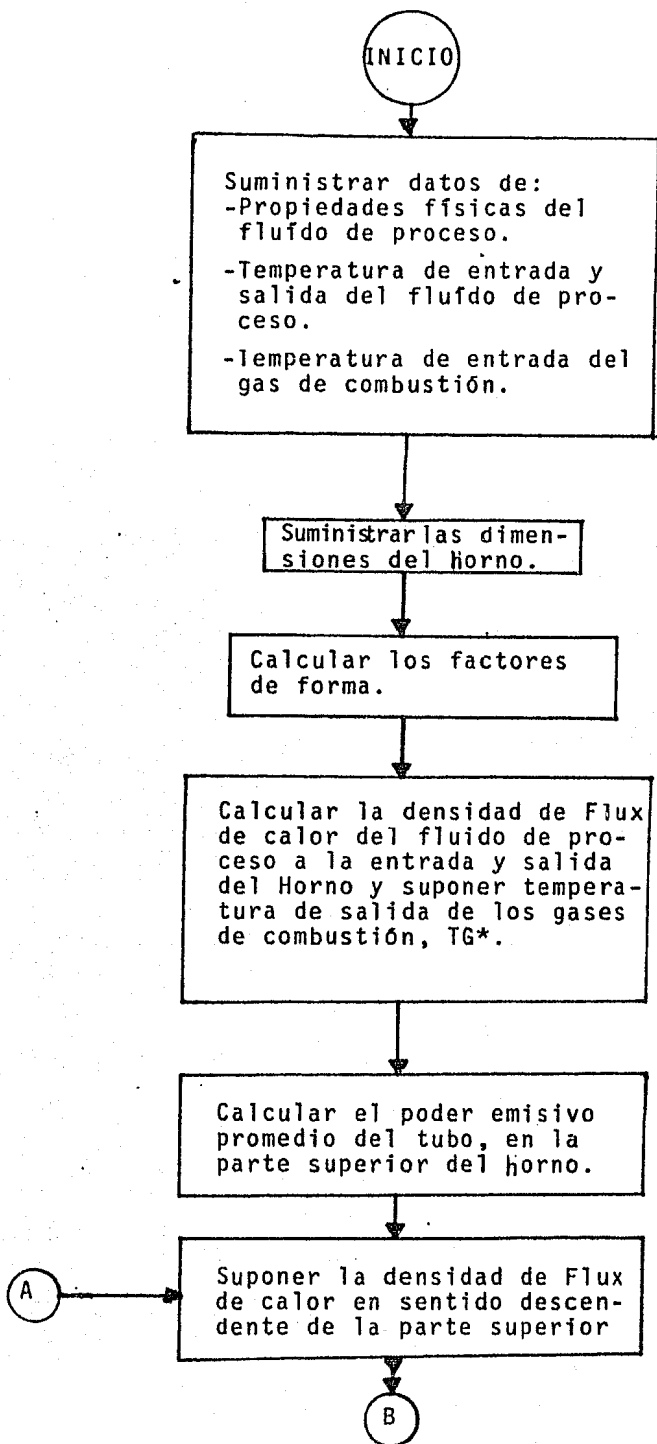 INICIO
Suministrar datos de:
-Propiedades físicas del
fluído de proceso.
-Temperatura de entrada y
salida del fluído de pro-
ceso.
-Temperatura de entrada del
gas de combustión.
Suministrar las dimen-
siones del horno.
Calcular los factores
de forma.
Calcular la densidad de Flux
de calor del fluido de pro-
ceso a la entrada y salida
del Horno y suponer tempera-
tura de salida de los gases
de combustión, TG*.
Calcular el poder emisivo
promedio del tubo, en la
parte superior del horno.
A
Suponer la densidad de Flux
de calor en sentido descen-
dente de la parte superior
B